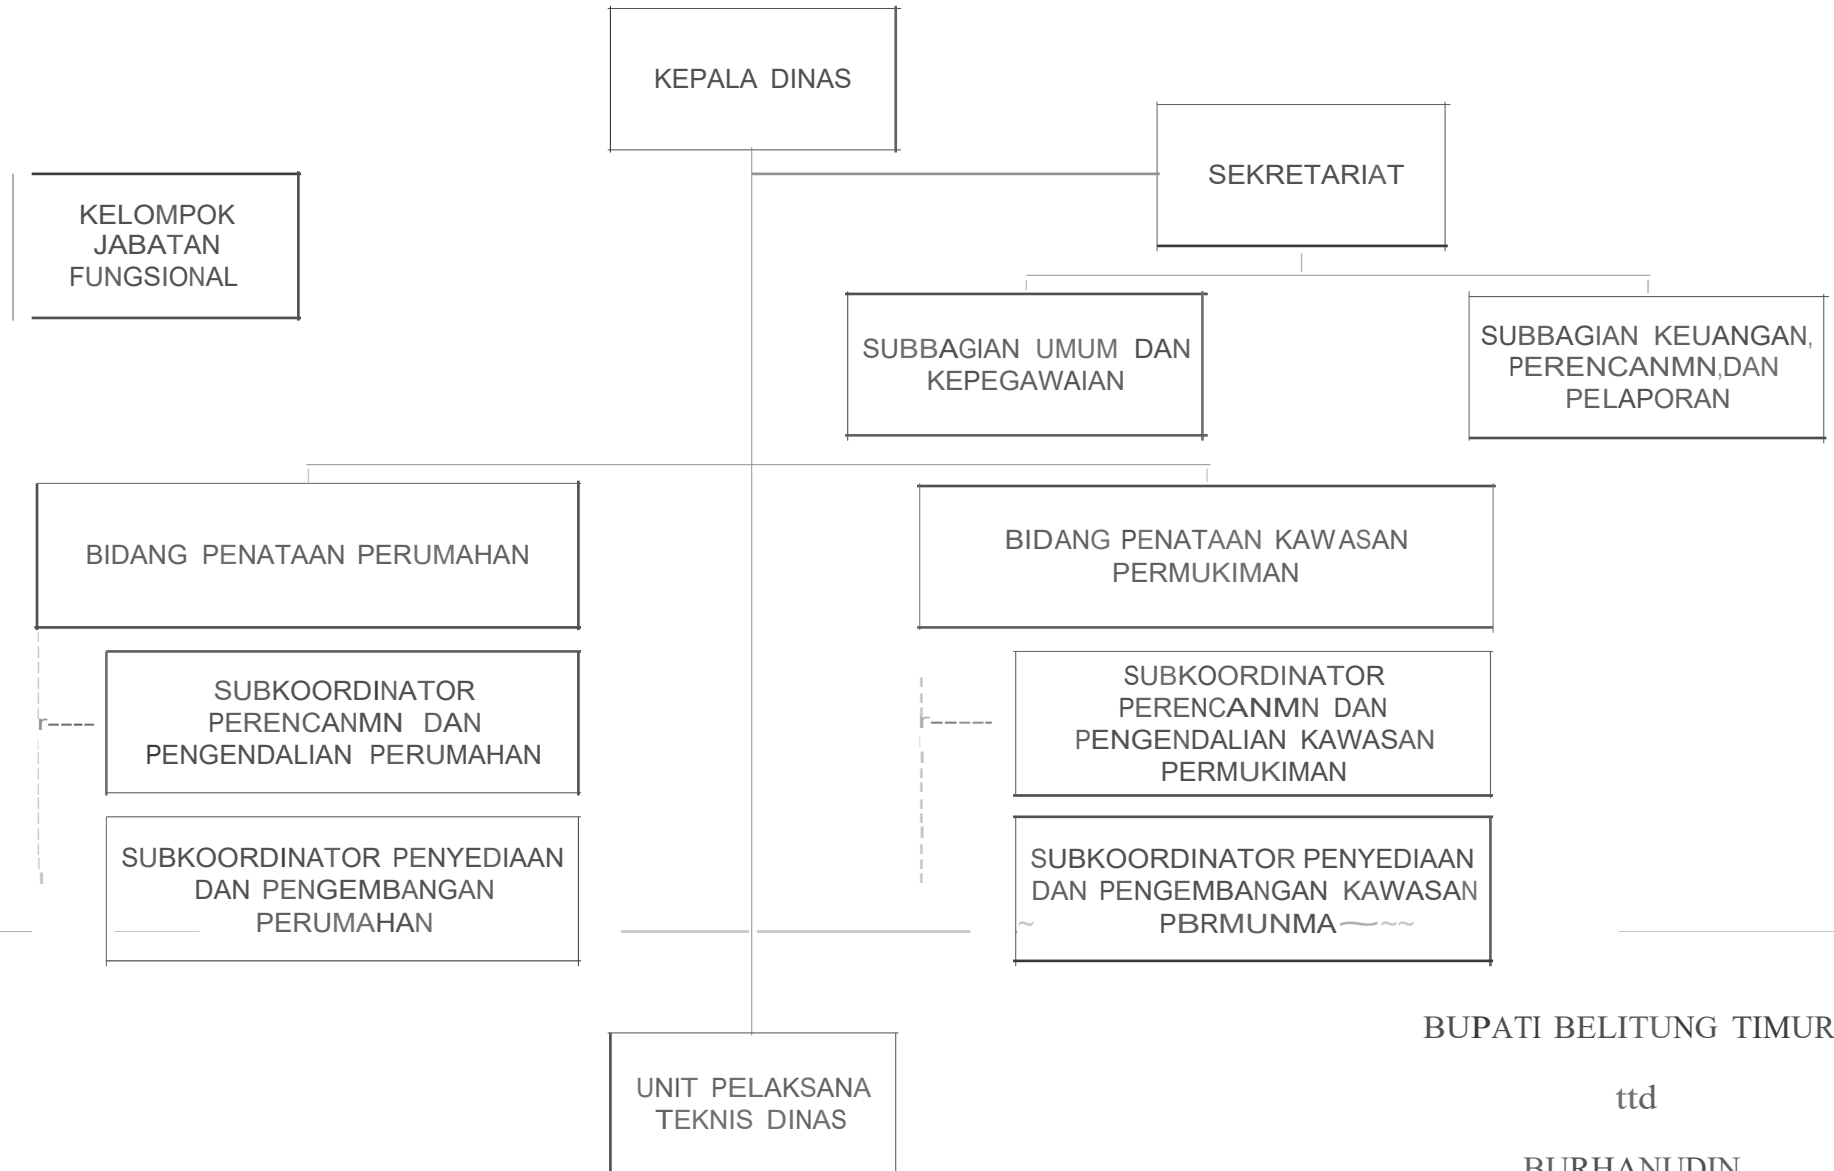 KEPALA DINAS
SEKRETARIAT
KELOMPOK
JABATAN
FUNGSIONAL
SUBBAGIAN UMUM DAN
KEPEGAWAIAN
SUBBAGIAN KEUANGAN,
PERENCANMN,DAN
PELAPORAN
BIDANG PENATAAN PERUMAHAN
BIDANG PENATAAN KAWASAN
PERMUKIMAN
SUBKOORDINATOR
PERENCANMN DAN
PENGENDALIAN PERUMAHAN
SUBKOORDINATOR
PERENCANMN DAN
PENGENDALIAN KAWASAN
PERMUKIMAN
SUBKOORDINATOR PENYEDIAAN
DAN PENGEMBANGAN
PERUMAHAN
SUBKOORDINATOR PENYEDIAAN
DAN PENGEMBANGAN KAWASAN
PBRMUNMA
UNIT PELAKSANA
TEKNIS DINAS
BUPATI BELITUNG TIMUR
ttd
BURHANUDIN